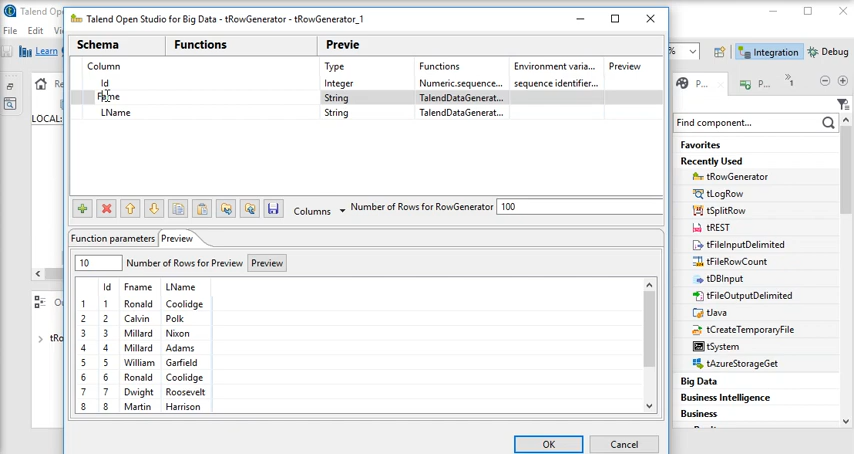 Talend Open Studio for Big Data - tRowGenerator - tRowGenerator_1
File
Learn
Integration
Debug
Schema Functions Previe
Column Type Functions Environment varia... Preview
Id Integer Numeric.sequence... sequence identifier...
Fname String TalendDataGenerat...
LName String TalendDataGenerat...
Columns
Number of Rows for RowGenerator 100
Function parameters Preview
10 Number of Rows for Preview Preview
Id Fname LName
1 1 Ronald Coolidge
2 2 Calvin Polk
3 3 Millard Nixon
4 4 Millard Adams
5 5 William Garfield
6 6 Ronald Coolidge
7 7 Dwight Roosevelt
8 8 Martin Harrison
OK Cancel
LOCAL:
P...
P...
Find component...
Favorites
Recently Used
tRowGenerator
tLogRow
tSplitRow
tREST
tFileInputDelimited
tFileRowCount
tDBInput
tFileOutputDelimited
tJava
tCreateTemporaryFile
tSystem
tAzureStorageGet
Big Data
Business Intelligence
Business